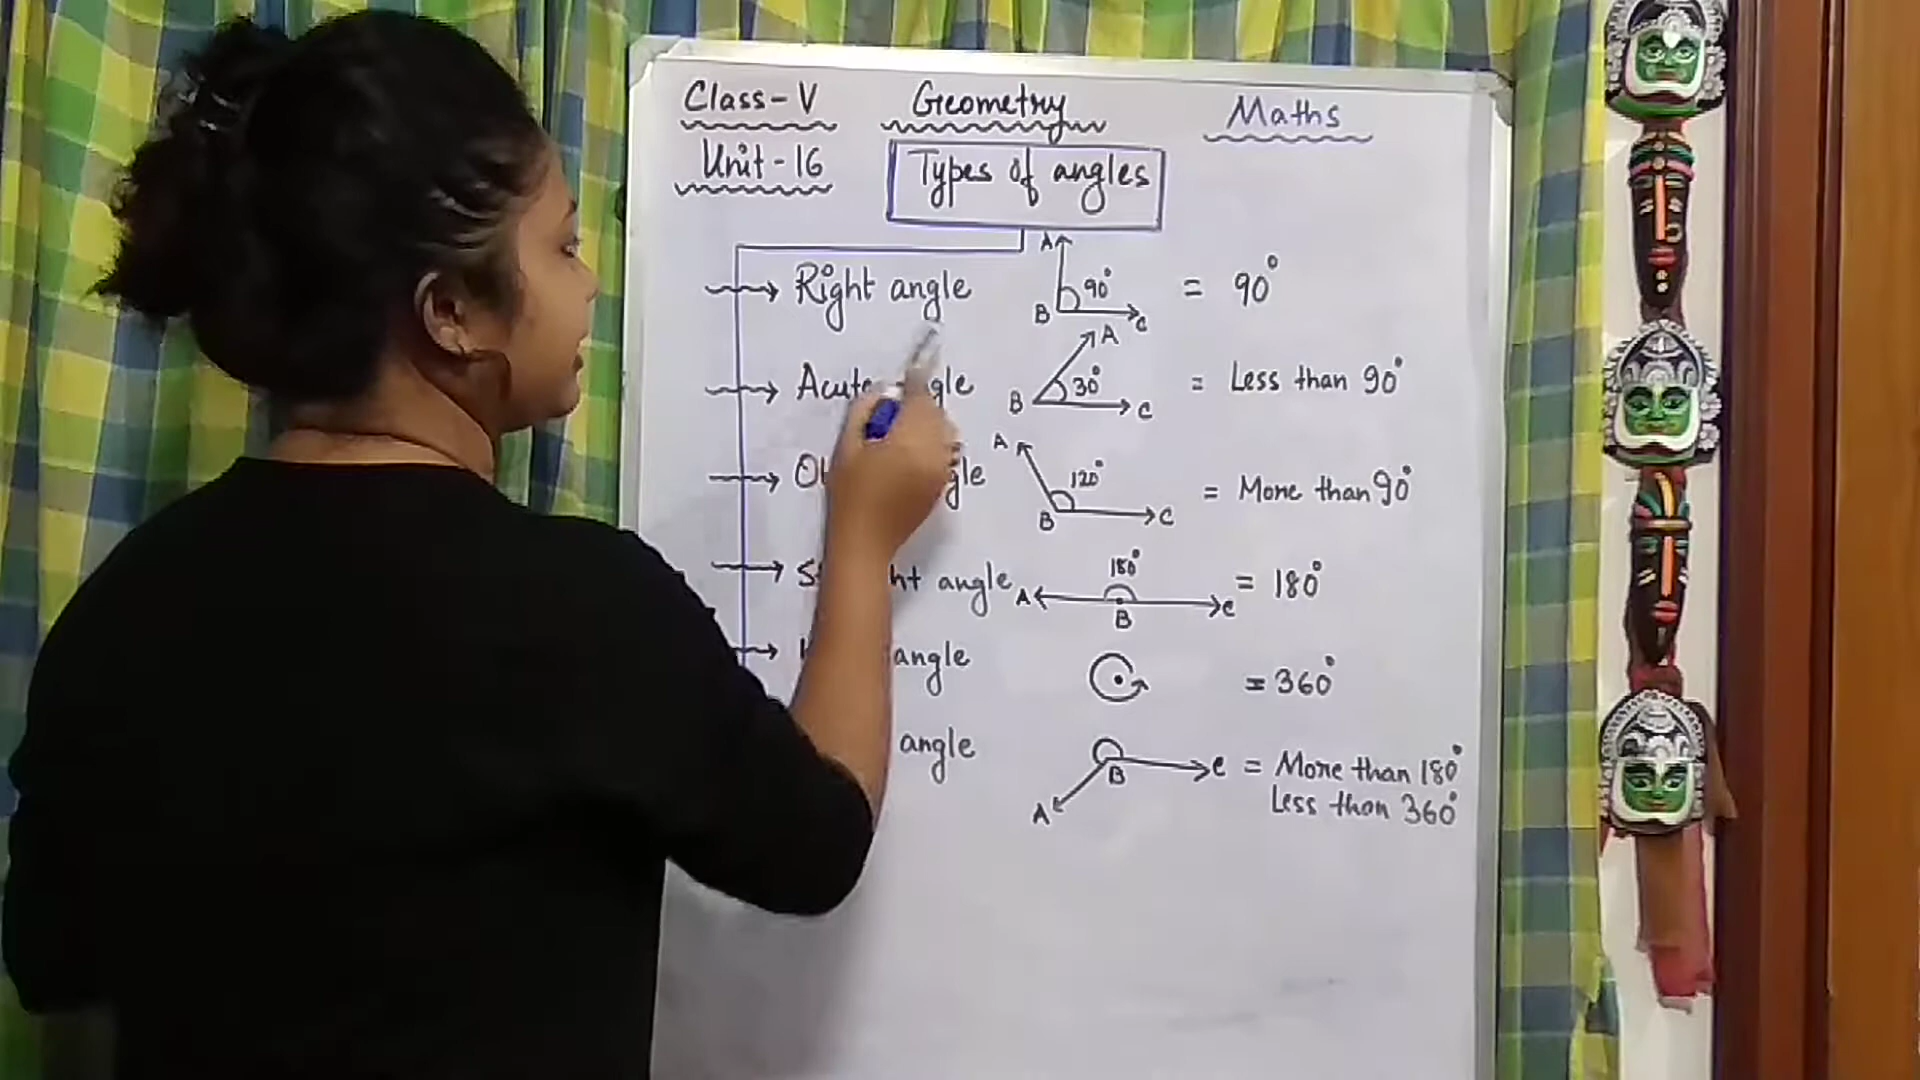 Class-V Geometry Maths
Unit-16 Types of angles
Right angle A B C 90° = 90°
Acute angle A B C 30° = Less than 90°
A B C 120° = More than 90°
angle A B C 180° = 180°
angle = 360°
angle A B C = More than 180°
Less than 360°